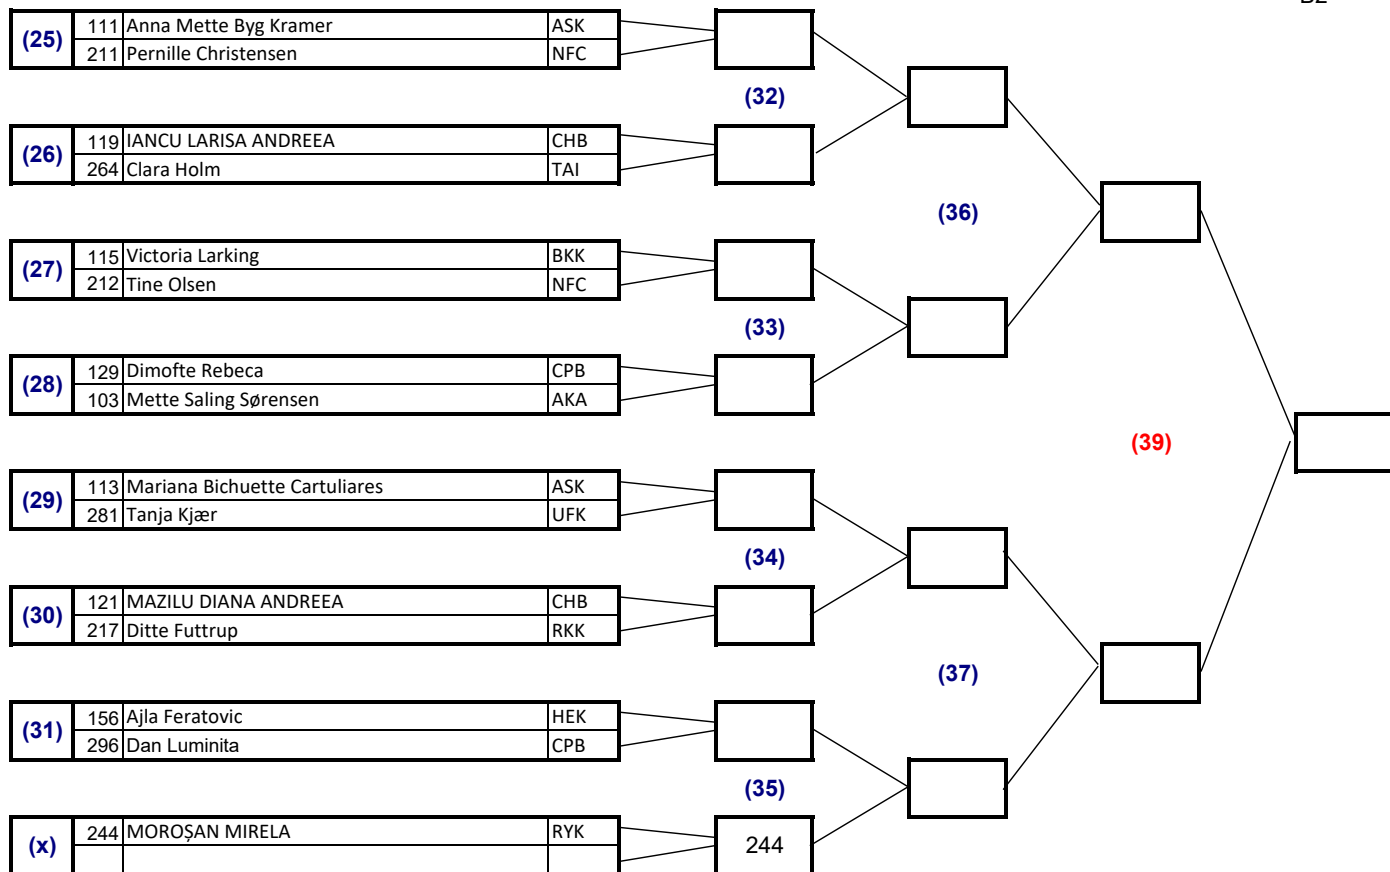 (25) 111 Anna Mette Byg Kramer ASK
211 Pernille Christensen NFC
(32)
(26) 119 IANCU LARISA ANDREEA CHB
264 Clara Holm TAI
(36)
(27) 115 Victoria Larking BKK
212 Tine Olsen NFC
(33)
(28) 129 Dimofte Rebeca CPB
103 Mette Saling Sørensen AKA
(39)
(29) 113 Mariana Bichuette Cartuliares ASK
281 Tanja Kjær UFK
(34)
(30) 121 MAZILU DIANA ANDREEA CHB
217 Ditte Futtrup RKK
(37)
(31) 156 Ajla Feratovic HEK
296 Dan Luminita CPB
(35)
(x) 244 MOROȘAN MIRELA RYK 244